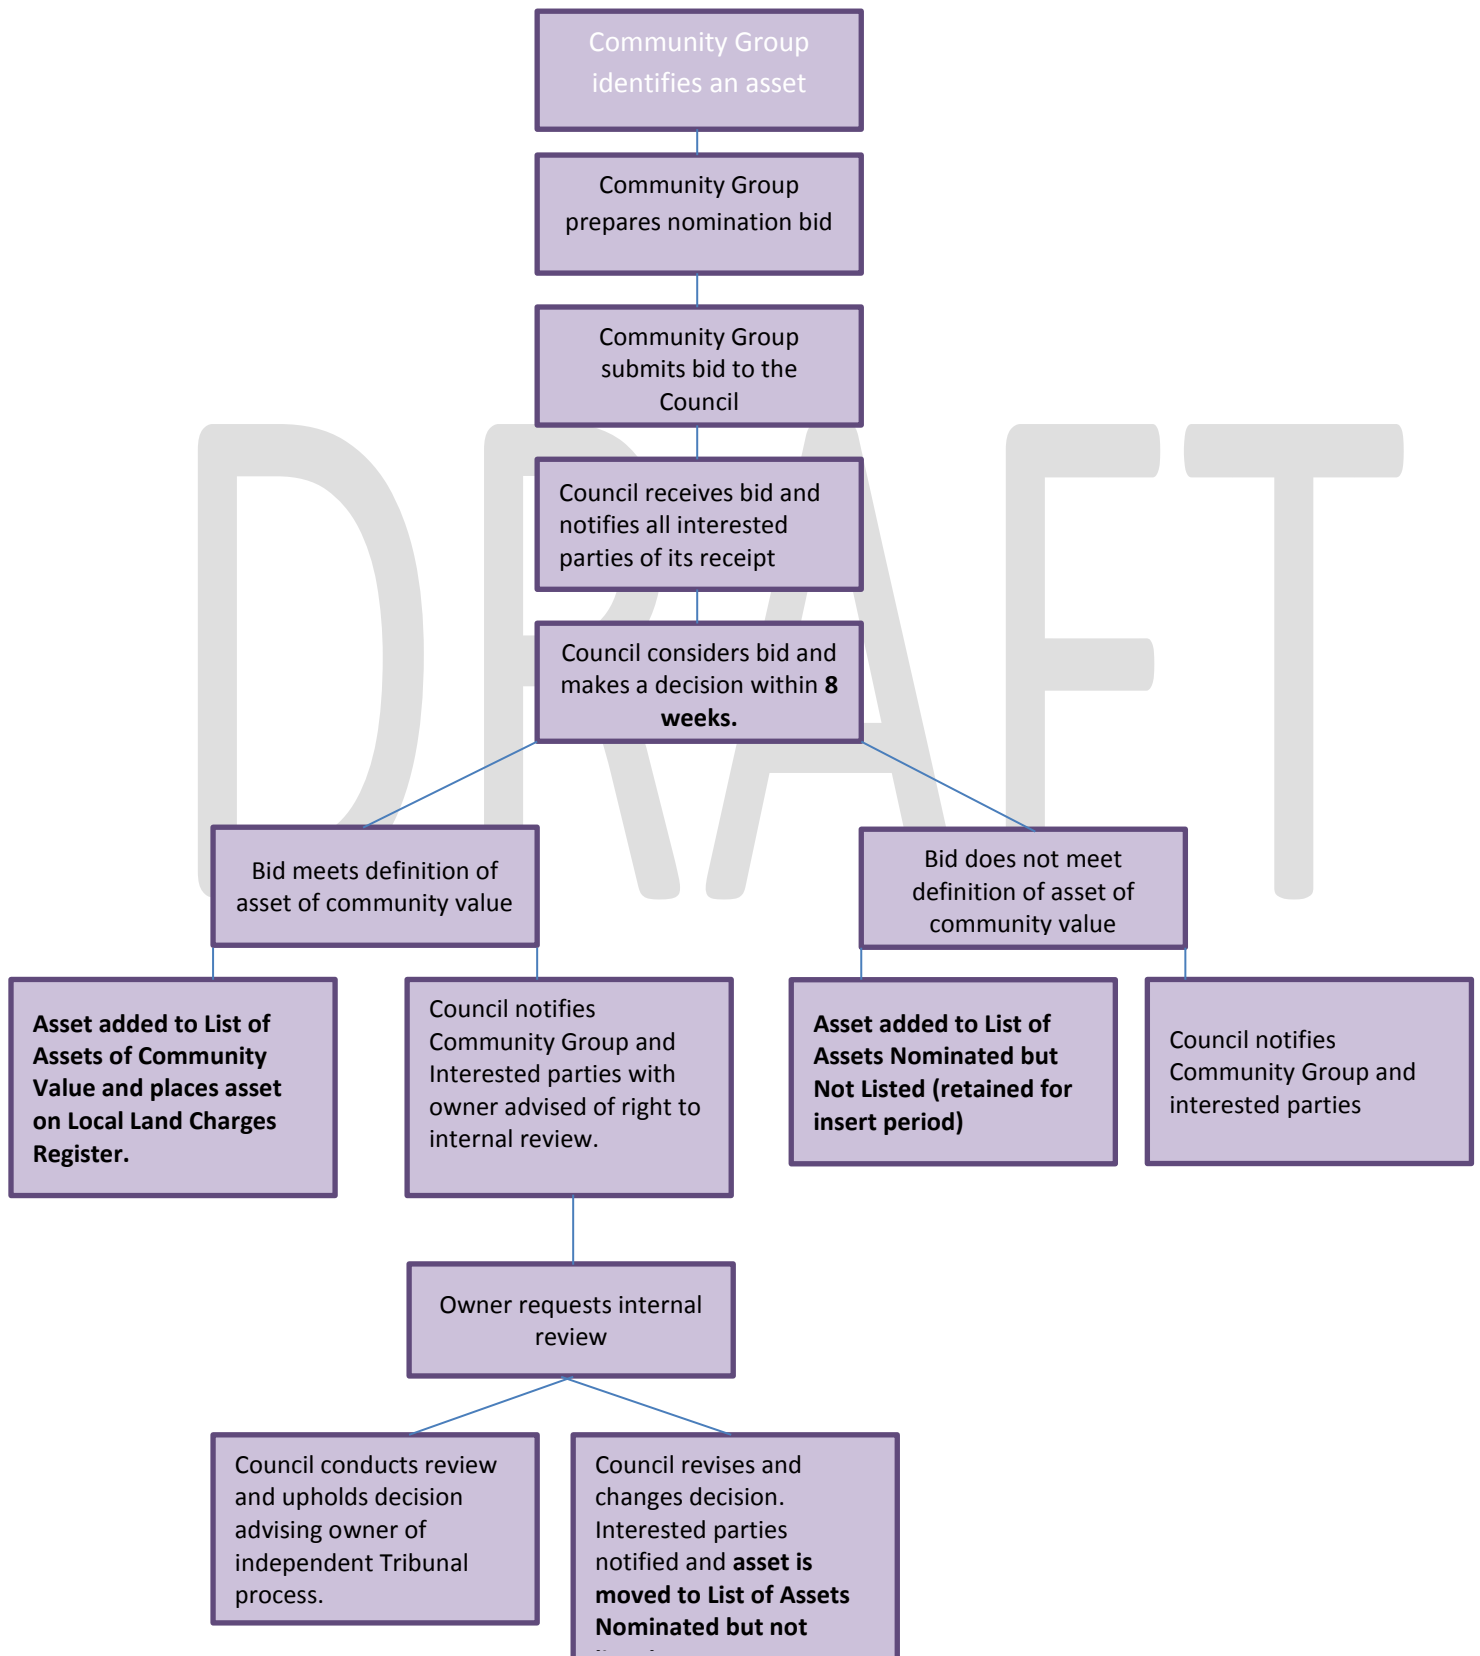 Community Group
identifies an asset
Community Group
prepares nomination bid
Community Group
submits bid to the
Council
Council receives bid and
notifies all interested
parties of its receipt
Council considers bid and
makes a decision within 8
weeks.
DRAFT
Bid meets definition of
asset of community value
Bid does not meet
definition of asset of
community value
Asset added to List of
Assets of Community
Value and places asset
on Local Land Charges
Register.
Council notifies
Community Group and
Interested parties with
owner advised of right to
internal review.
Asset added to List of
Assets Nominated but
Not Listed (retained for
insert period)
Council notifies
Community Group and
interested parties
Owner requests internal
review
Council conducts review
and upholds decision
advising owner of
independent Tribunal
process.
Council revises and
changes decision.
Interested parties
notified and asset is
moved to List of Assets
Nominated but not